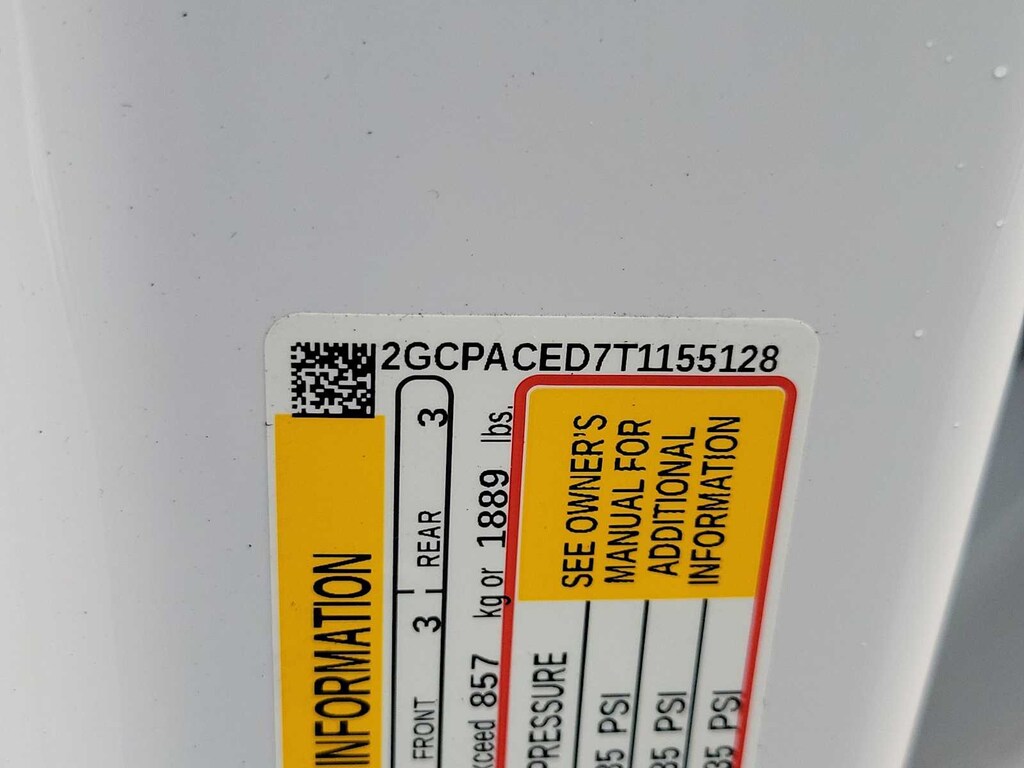 2GCPACED7T1155128
INFORMATION
FRONT 3 REAR 3
xceed 857 kg or 1889 lbs.
PRESSURE
35 PSI
35 PSI
35 PSI
SEE OWNER'S
MANUAL FOR
ADDITIONAL
INFORMATION